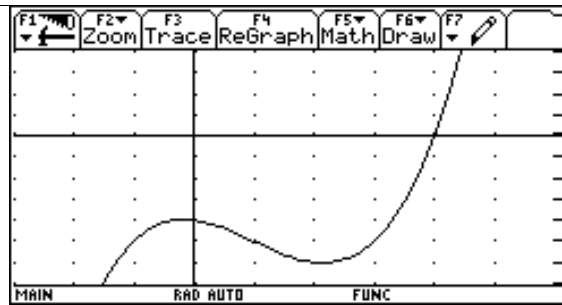 F1 F2 F3 F4 F5 F6 F7
Zoom Trace ReGraph Math Draw
MAIN RAD AUTO FUNC